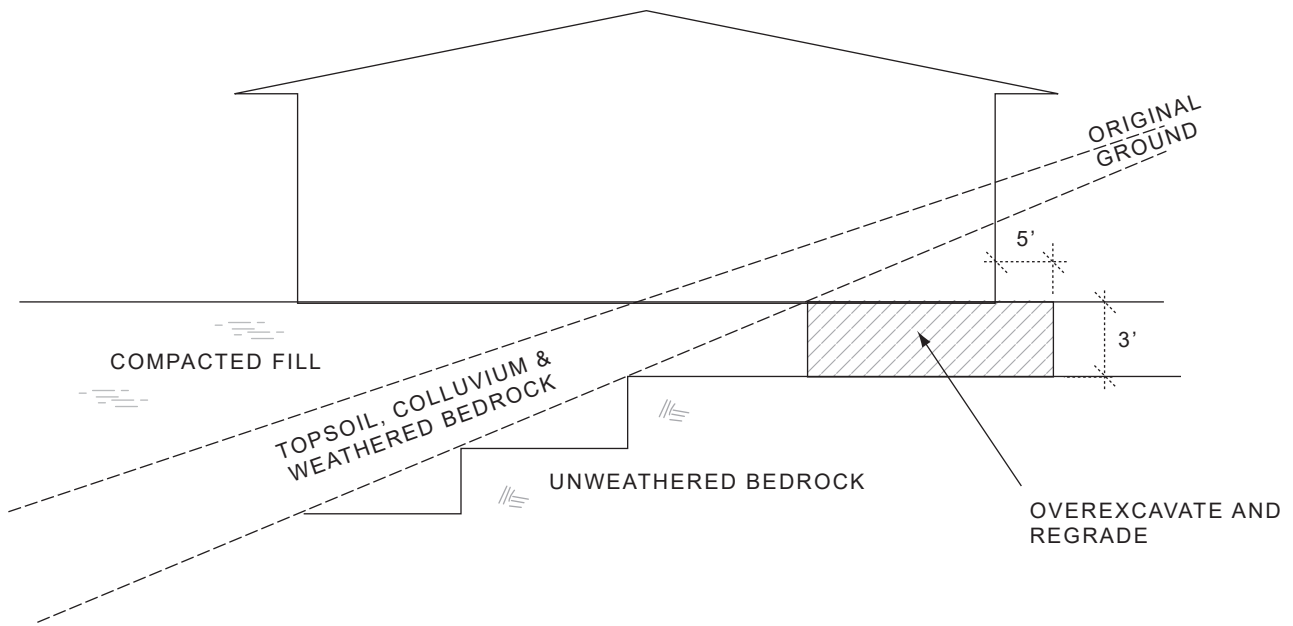 ORIGINAL
GROUND
5’
3’
COMPACTED FILL
TOPSOIL, COLLUVIUM &
WEATHERED BEDROCK
UNWEATHERED BEDROCK
OVEREXCAVATE AND
REGRADE